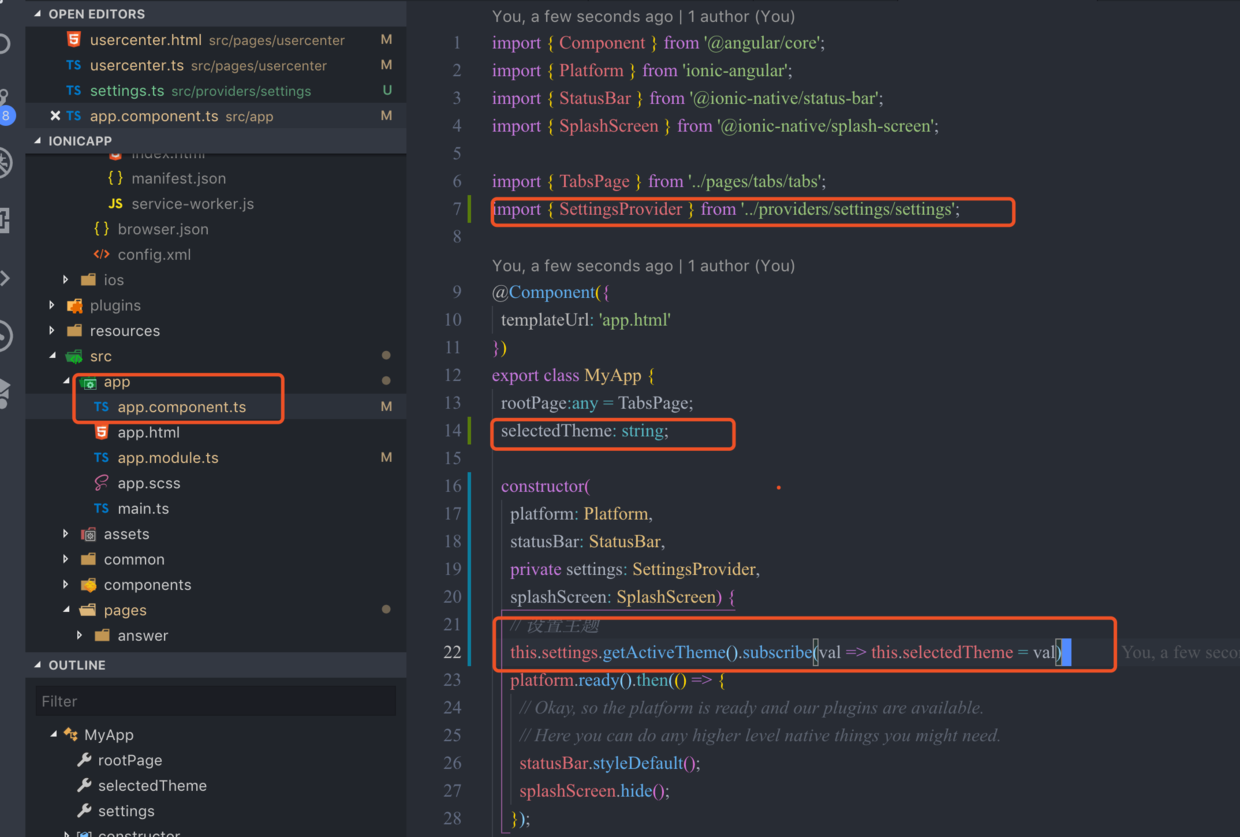 OPEN EDITORS
usercenter.html src/pages/usercenter M
TS usercenter.ts src/pages/usercenter M
TS settings.ts src/providers/settings U
TS app.component.ts src/app M
8
IONICAPP
index.html
{ } manifest.json
JS service-worker.js
{ } browser.json
</> config.xml
ios
plugins
resources
src
app
TS app.component.ts M
app.html
TS app.module.ts M
app.scss
TS main.ts
assets
common
components
pages
answer
OUTLINE
Filter
MyApp
rootPage
selectedTheme
settings
constructor
You, a few seconds ago | 1 author (You)
1 import { Component } from '@angular/core';
2 import { Platform } from 'ionic-angular';
3 import { StatusBar } from '@ionic-native/status-bar';
4 import { SplashScreen } from '@ionic-native/splash-screen';
5
6 import { TabsPage } from '../pages/tabs/tabs';
7 import { SettingsProvider } from '../providers/settings/settings';
8
You, a few seconds ago | 1 author (You)
9 @Component({
10 templateUrl: 'app.html'
11 })
12 export class MyApp {
13 rootPage:any = TabsPage;
14 selectedTheme: string;
15
16 constructor(
17 platform: Platform,
18 statusBar: StatusBar,
19 private settings: SettingsProvider,
20 splashScreen: SplashScreen) {
21 // 设置主题
22 this.settings.getActiveTheme().subscribe(val => this.selectedTheme = val) You, a few seco
23 platform.ready().then(() => {
24 // Okay, so the platform is ready and our plugins are available.
25 // Here you can do any higher level native things you might need.
26 statusBar.styleDefault();
27 splashScreen.hide();
28 });